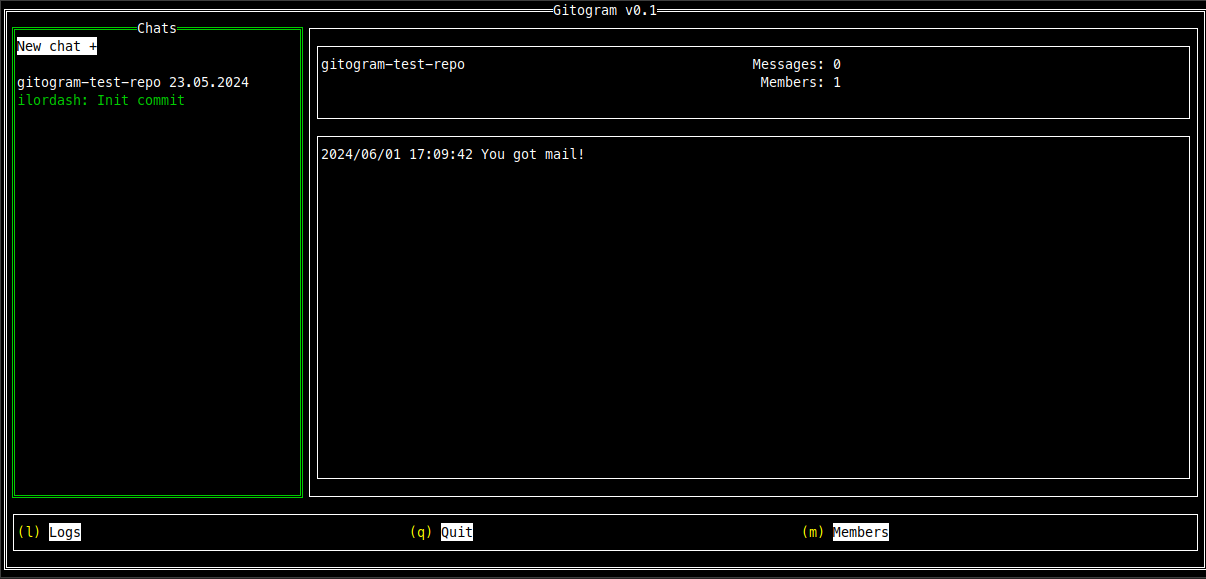 Gitogram v0.1
Chats
New chat +
gitogram-test-repo 23.05.2024
ilordash: Init commit
gitogram-test-repo Messages: 0
Members: 1
2024/06/01 17:09:42 You got mail!
(l) Logs (q) Quit (m) Members